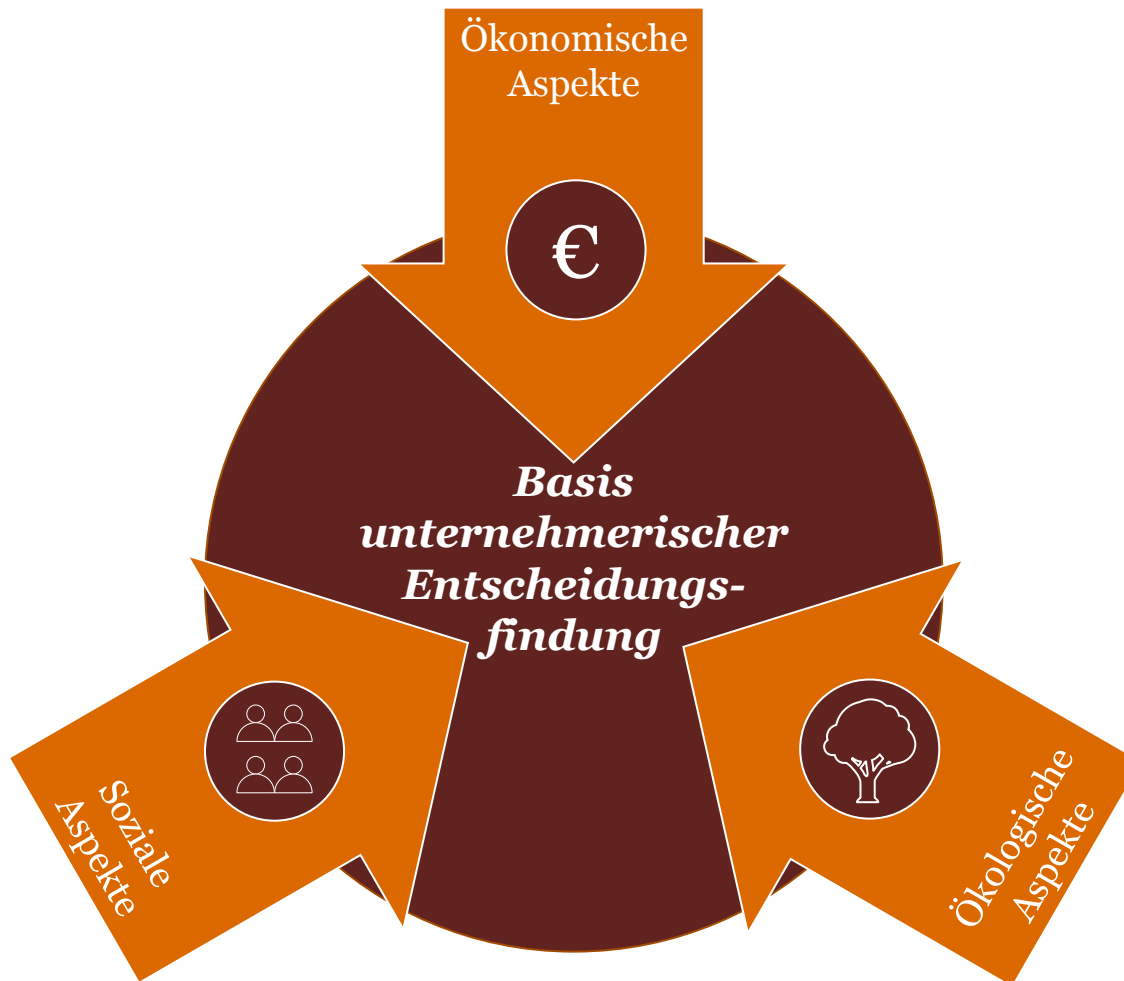 Ökonomische
Aspekte
€
Basis
unternehmerischer
Entscheidungs-
findung
Soziale
Aspekte
Ökologische
Aspekte